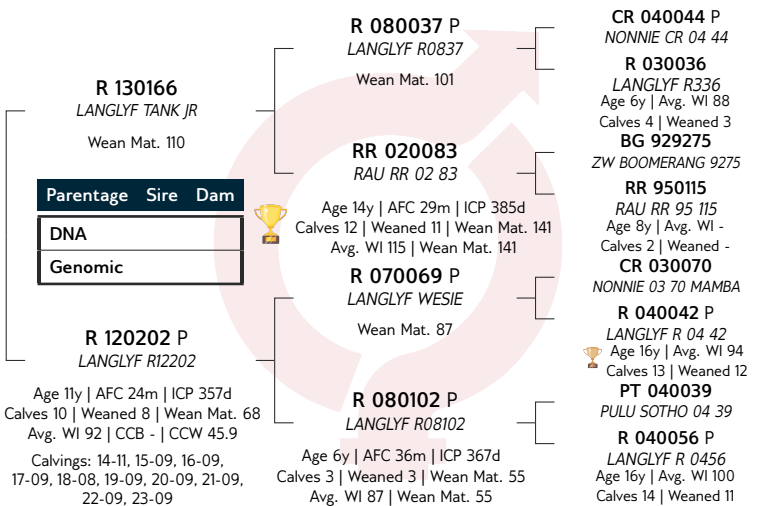 R 130166
LANGLYF TANK JR
Wean Mat. 110
Parentage Sire Dam
DNA
Genomic
R 120202 P
LANGLYF R12202
Age 11y | AFC 24m | ICP 357d
Calves 10 | Weaned 8 | Wean Mat. 68
Avg. WI 92 | CCB - | CCW 45.9
Calvings: 14-11, 15-09, 16-09,
17-09, 18-08, 19-09, 20-09, 21-09,
22-09, 23-09
R 080037 P
LANGLYF R0837
Wean Mat. 101
RR 020083
RAU RR 02 83
Age 14y | AFC 29m | ICP 385d
Calves 12 | Weaned 11 | Wean Mat. 141
Avg. WI 115 | Wean Mat. 141
R 070069 P
LANGLYF WESIE
Wean Mat. 87
R 080102 P
LANGLYF R08102
Age 6y | AFC 36m | ICP 367d
Calves 3 | Weaned 3 | Wean Mat. 55
Avg. WI 87 | Wean Mat. 55
CR 040044 P
NONNIE CR 04 44
R 030036
LANGLYF R336
Age 6y | Avg. WI 88
Calves 4 | Weaned 3
BG 929275
ZW BOOMERANG 9275
RR 950115
RAU RR 95 115
Age 8y | Avg. WI -
Calves 2 | Weaned -
CR 030070
NONNIE 03 70 MAMBA
R 040042 P
LANGLYF R 04 42
Age 16y | Avg. WI 94
Calves 13 | Weaned 12
PT 040039
PULU SOTHO 04 39
R 040056 P
LANGLYF R 0456
Age 16y | Avg. WI 100
Calves 14 | Weaned 11